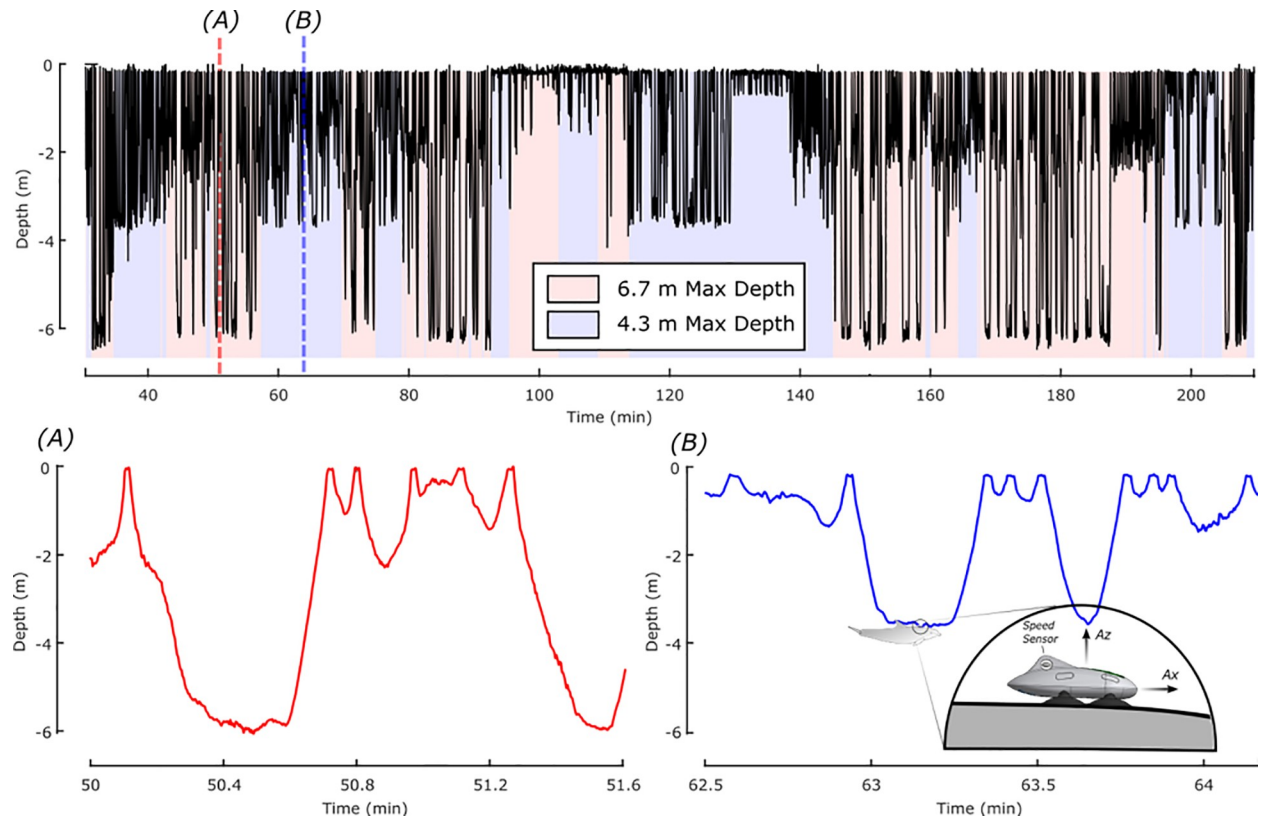 (A) (B)
0
-2
-4
-6
Depth (m)
6.7 m Max Depth
4.3 m Max Depth
40 60 80 100 120 140 160 180 200
Time (min)
(A)
0
-2
-4
-6
Depth (m)
50 50.4 50.8 51.2 51.6
Time (min)
(B)
0
-2
-4
-6
Depth (m)
Speed
Sensor
Az
Ax
62.5 63 63.5 64
Time (min)